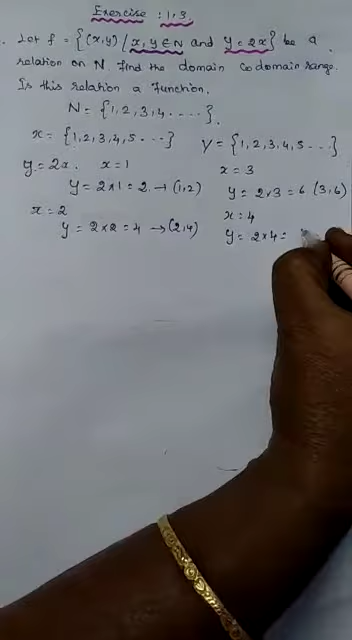 Exercise : 1.3.
. Let f = {(x,y) / x, y ∈ N and y = 2x} be a
relation on N. find the domain Co domain range.
Is this relation a function.
N = {1,2,3,4.....}.
x = {1,2,3,4,5...} y = {1,2,3,4,5...}
y = 2x. x = 1
y = 2×1 = 2. → (1,2)
x = 2
y = 2×2 = 4 → (2,4)
x = 3
y = 2×3 = 6 (3,6)
x = 4
y = 2×4 =